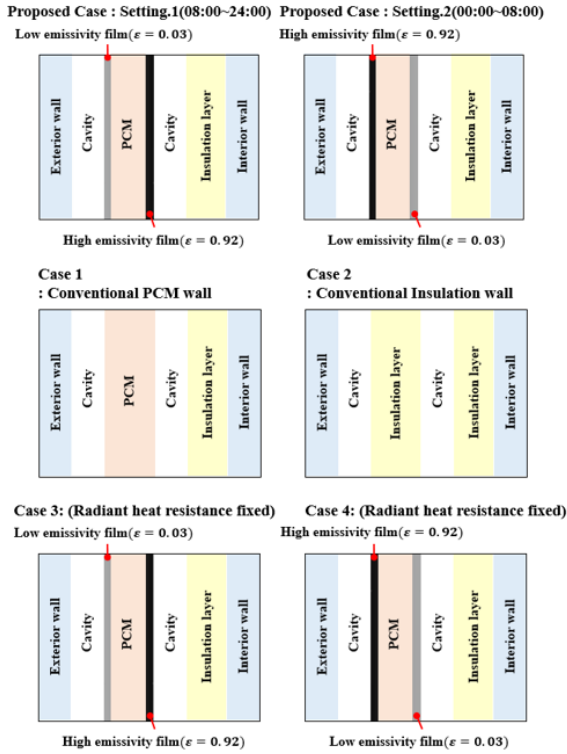 Proposed Case : Setting.1(08:00~24:00)
Low emissivity film(ε = 0.03)
Exterior wall
Cavity
PCM
Cavity
Insulation layer
Interior wall
High emissivity film(ε = 0.92)
Proposed Case : Setting.2(00:00~08:00)
High emissivity film(ε = 0.92)
Exterior wall
Cavity
PCM
Cavity
Insulation layer
Interior wall
Low emissivity film(ε = 0.03)
Case 1
: Conventional PCM wall
Exterior wall
Cavity
PCM
Cavity
Insulation layer
Interior wall
Case 2
: Conventional Insulation wall
Exterior wall
Cavity
Insulation layer
Cavity
Insulation layer
Interior wall
Case 3: (Radiant heat resistance fixed)
Low emissivity film(ε = 0.03)
Exterior wall
Cavity
PCM
Cavity
Insulation layer
Interior wall
High emissivity film(ε = 0.92)
Case 4: (Radiant heat resistance fixed)
High emissivity film(ε = 0.92)
Exterior wall
Cavity
PCM
Cavity
Insulation layer
Interior wall
Low emissivity film(ε = 0.03)